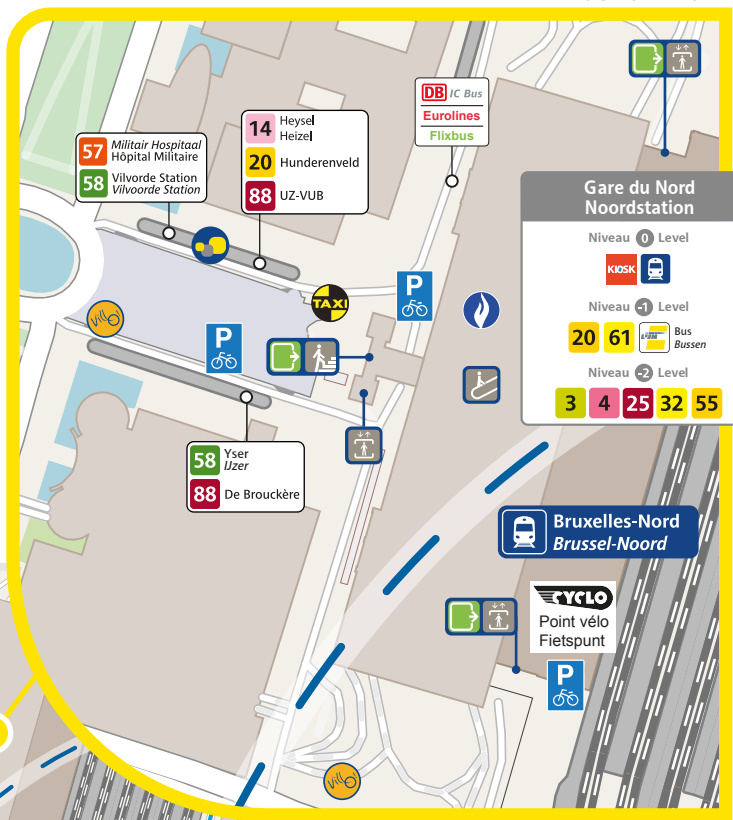 DB IC Bus
Eurolines
Flixbus
14 Heysel
Heizel
20 Hunderenveld
88 UZ-VUB
57 Militair Hospitaal
Hôpital Militaire
58 Vilvorde Station
Vilvoorde Station
Gare du Nord
Noordstation
Niveau 0 Level
KIOSK
Niveau -1 Level
20 61 Bus
Bussen
Niveau -2 Level
3 4 25 32 55
TAXI
P
villo!
P
58 Yser
IJzer
88 De Brouckère
Bruxelles-Nord
Brussel-Noord
CYCLO
Point vélo
Fietspunt
P
villo!